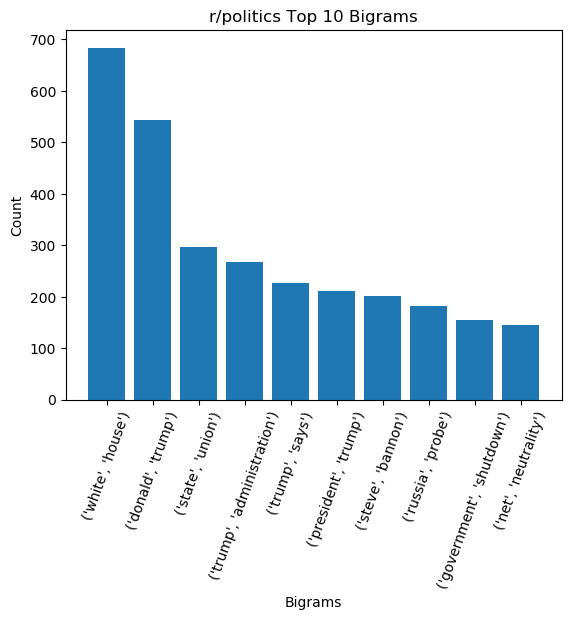 r/politics Top 10 Bigrams
700
600
500
400
300
200
100
0
Count
('white', 'house')
('donald', 'trump')
('state', 'union')
('trump', 'administration')
('trump', 'says')
('president', 'trump')
('steve', 'bannon')
('russia', 'probe')
('government', 'shutdown')
('net', 'neutrality')
Bigrams